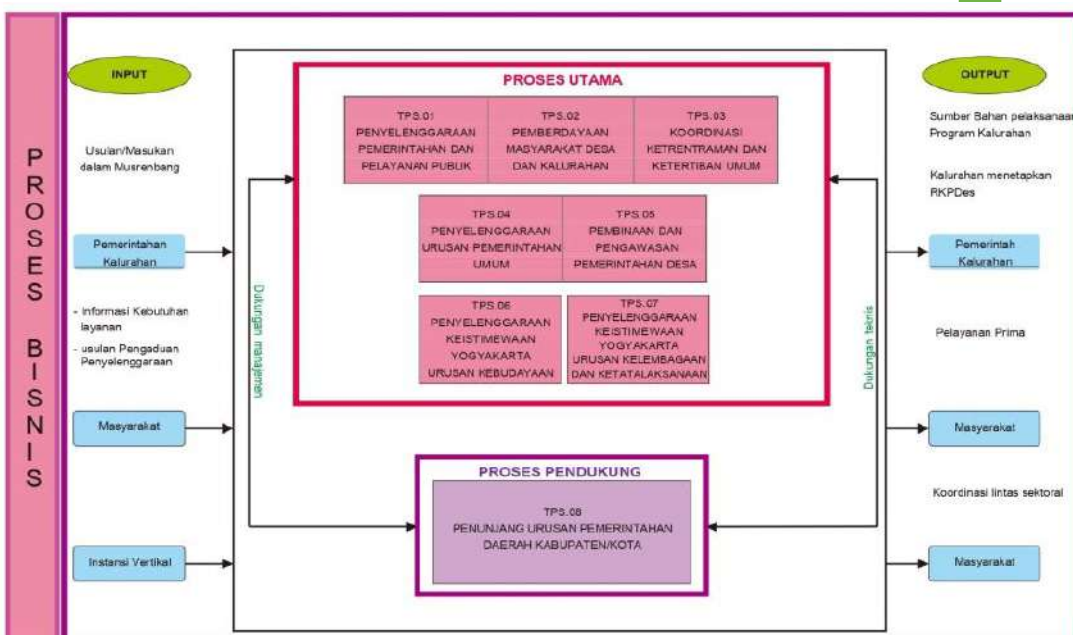 PROSES BISNIS
INPUT
Usulan/Masukan
dalam Musrenbang
Pemerintahan
Kalurahan
- Informasi Kebutuhan
layanan
- usulan Pengaduan
Penyelenggaraan
Masyarakat
Instansi Vertikal
Dukungan managemen
PROSES UTAMA
TPS.01
PENYELENGGARAAN
PEMERINTAHAN DAN
PELAYANAN PUBLIK
TPS.02
PEMBERDAYAAN
MASYARAKAT DESA
DAN KALURAHAN
TPS.03
KOORDINASI
KETRENTRAMAN DAN
KETERTIBAN UMUM
TPS.04
PENYELENGGARAAN
URUSAN PEMERINTAHAN
UMUM
TPS.05
PEMBINAAN DAN
PENGAWASAN
PEMERINTAHAN DESA
TPS.06
PENYELENGGARAAN
KEISTIMEWAAN
YOGYAKARTA
URUSAN KEBUDAYAAN
TPS.07
PENYELENGGARAAN
KEISTIMEWAAN
YOGYAKARTA
URUSAN KELEMBAGAAN
DAN KETATALAKSANAAN
PROSES PENDUKUNG
TPS.08
PENUNJANG URUSAN PEMERINTAHAN
DAERAH KABUPATEN/KOTA
Dukungan teknis
OUTPUT
Sumber Bahan pelaksanaan
Program Kalurahan
Kalurahan menetapkan
RKPDes
Pemerintah
Kalurahan
Pelayanan Prima
Masyarakat
Koordinasi lintas sektoral
Masyarakat